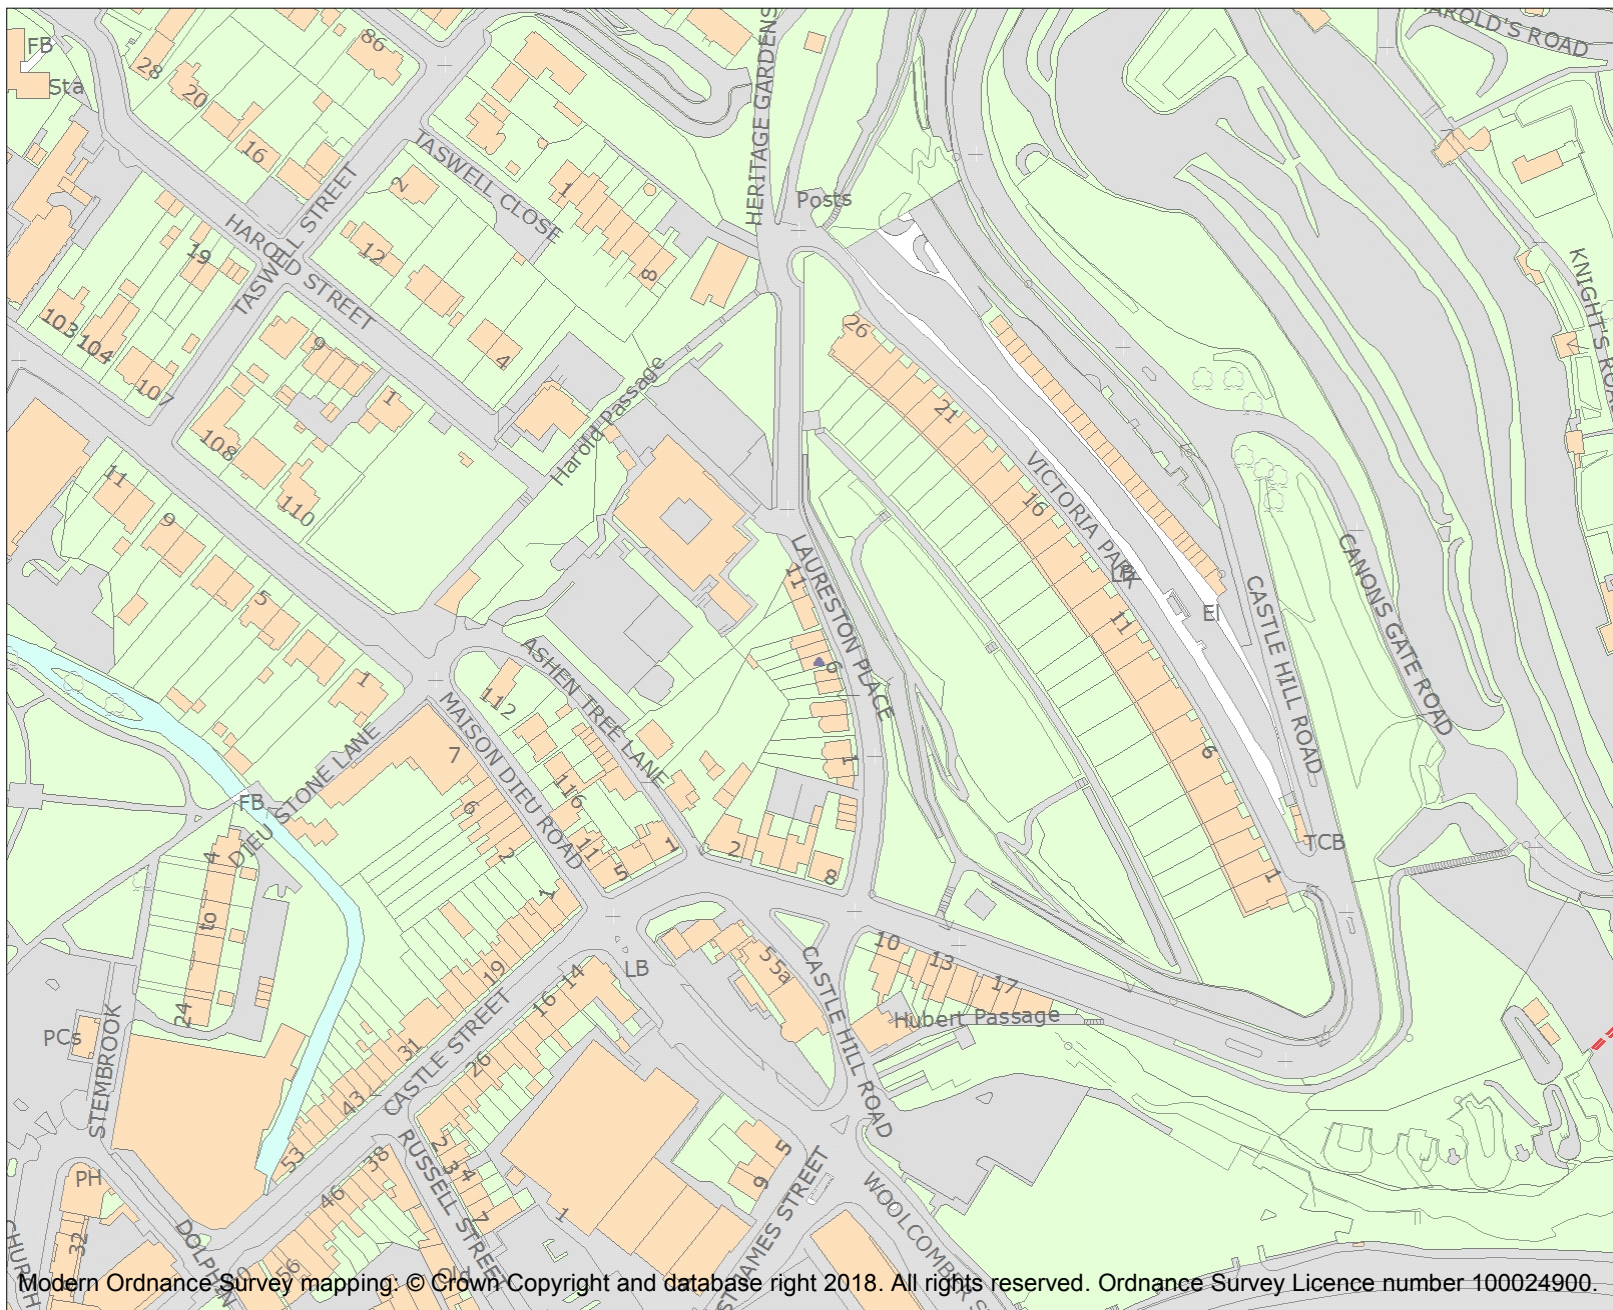 FB
Sta
28
20
16
86
HERITAGE GARDENS
HAROLD'S ROAD
TASWELL CLOSE
2
1
8
12
4
Posts
TASWELL STREET
HAROLD STREET
19
103
104
107
9
1
108
110
Harold Passage
26
21
16
11
6
1
VICTORIA PARK
LB
El
TCB
KNIGHT'S ROAD
CANONS GATE ROAD
CASTLE HILL ROAD
11
9
5
1
LAURESTON PLACE
11
6
1
ASHEN TREE LANE
MAISON DIEU ROAD
112
116
11
5
1
2
8
7
6
2
1
DIEU STONE LANE
FB
4
to
24
PCs
STEMBROOK
19
31
43
53
CASTLE STREET
LB
14
16
26
38
46
56
5
5a
CASTLE HILL ROAD
10
13
17
Hubert Passage
RUSSELL STREET
2
3
4
7
1
5
9
ST JAMES STREET
WOOLCOMBER S
PH
32
CHURCH
DOLPHIN
Modern Ordnance Survey mapping: © Crown Copyright and database right 2018. All rights reserved. Ordnance Survey Licence number 100024900.